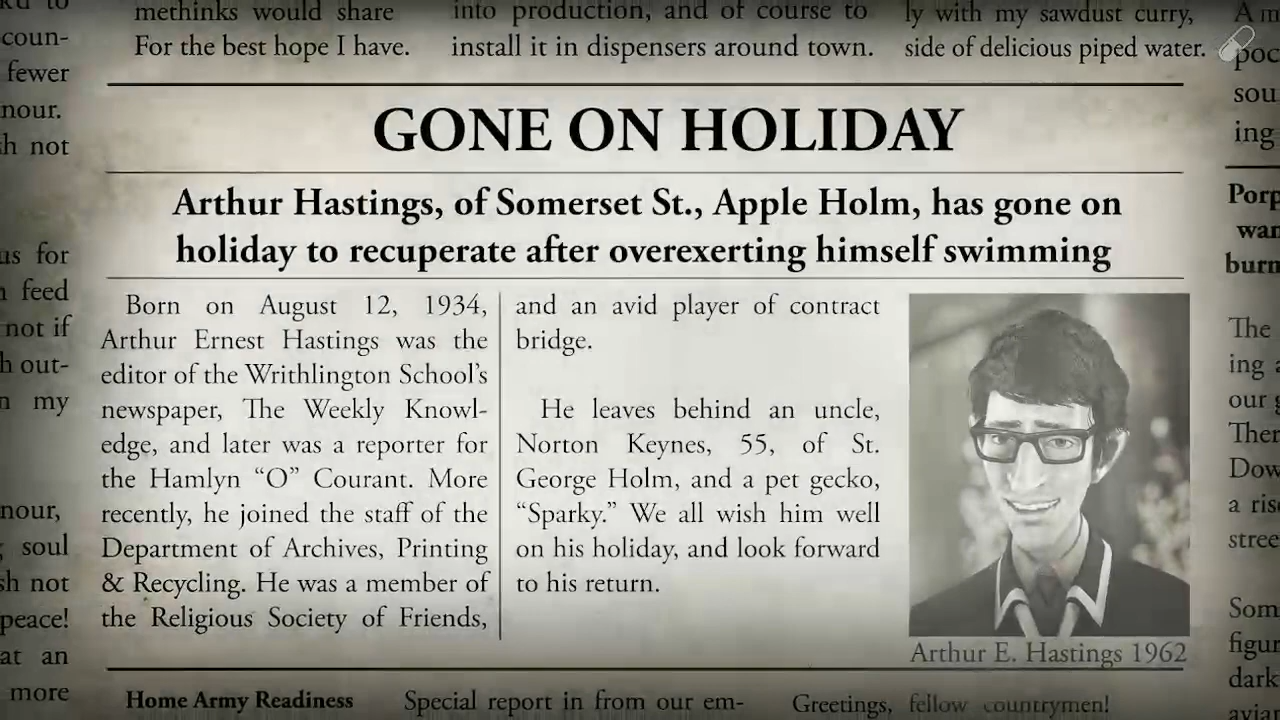 methinks would share
For the best hope I have.
into production, and of course to
install it in dispensers around town.
ly with my sawdust curry,
side of delicious piped water.
coun-
fewer
nour.
not
GONE ON HOLIDAY
Arthur Hastings, of Somerset St., Apple Holm, has gone on
holiday to recuperate after overexerting himself swimming
Born on August 12, 1934,
Arthur Ernest Hastings was the
editor of the Writhlington School's
newspaper, The Weekly Knowl-
edge, and later was a reporter for
the Hamlyn “O” Courant. More
recently, he joined the staff of the
Department of Archives, Printing
& Recycling. He was a member of
the Religious Society of Friends,
and an avid player of contract
bridge.
He leaves behind an uncle,
Norton Keynes, 55, of St.
George Holm, and a pet gecko,
“Sparky.” We all wish him well
on his holiday, and look forward
to his return.
Arthur E. Hastings 1962
for
feed
not if
out-
my
nour,
soul
not
peace!
at an
more
ing
The
ing
our
Ther
Dow
a ris
stree
Som
figur
dark
avian
Home Army Readiness
Special report in from our em-
Greetings, fellow countrymen!